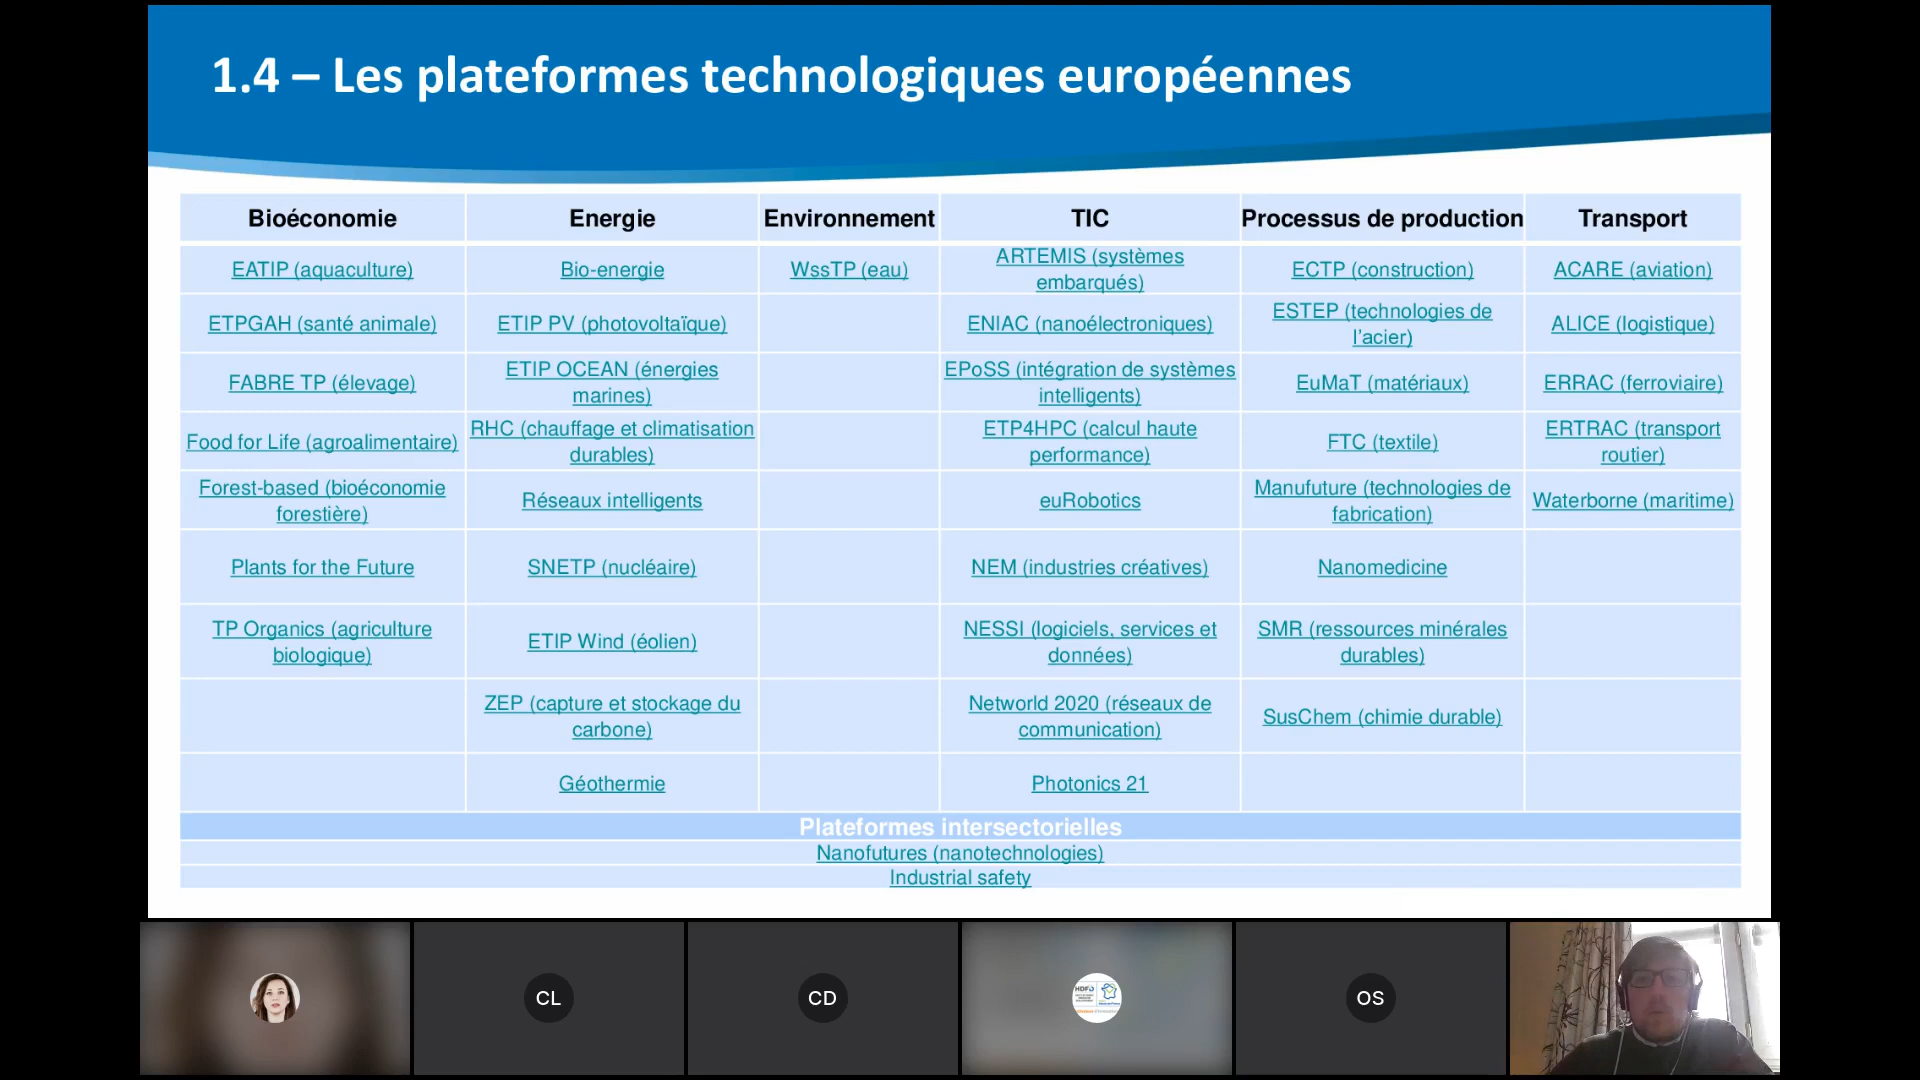 1.4 – Les plateformes technologiques européennes
Bioéconomie Energie Environnement TIC Processus de production Transport
EATIP (aquaculture) Bio-energie WssTP (eau) ARTEMIS (systèmes embarqués) ECTP (construction) ACARE (aviation)
ETPGAH (santé animale) ETIP PV (photovoltaïque) ENIAC (nanoélectroniques) ESTEP (technologies de l'acier) ALICE (logistique)
FABRE TP (élevage) ETIP OCEAN (énergies marines) EPoSS (intégration de systèmes intelligents) EuMaT (matériaux) ERRAC (ferroviaire)
Food for Life (agroalimentaire) RHC (chauffage et climatisation durables) ETP4HPC (calcul haute performance) FTC (textile) ERTRAC (transport routier)
Forest-based (bioéconomie forestière) Réseaux intelligents euRobotics Manufuture (technologies de fabrication) Waterborne (maritime)
Plants for the Future SNETP (nucléaire) NEM (industries créatives) Nanomedicine
TP Organics (agriculture biologique) ETIP Wind (éolien) NESSI (logiciels, services et données) SMR (ressources minérales durables)
ZEP (capture et stockage du carbone) Networld 2020 (réseaux de communication) SusChem (chimie durable)
Géothermie Photonics 21
Plateformes intersectorielles
Nanofutures (nanotechnologies)
Industrial safety
CL CD HDF OS